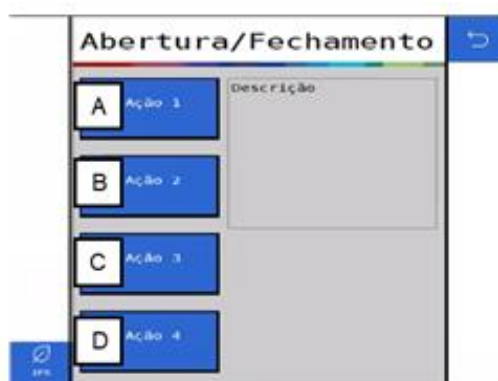 Abertura/Fechamento
A Ação 1
Descrição
B Ação 2
C Ação 3
D Ação 4